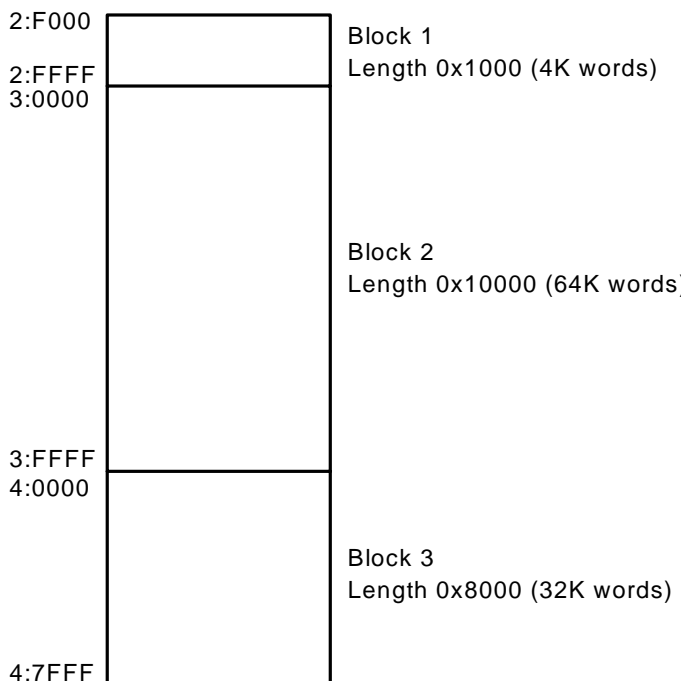 2:F000
Block 1
Length 0x1000 (4K words)
2:FFFF
3:0000
Block 2
Length 0x10000 (64K words)
3:FFFF
4:0000
Block 3
Length 0x8000 (32K words)
4:7FFF